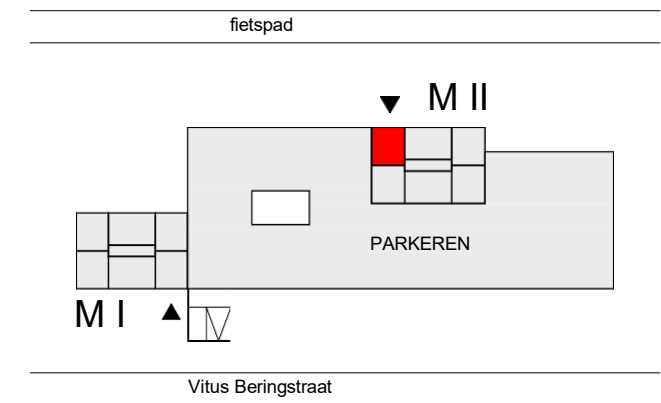 fietspad
M II
PARKEREN
M I
Vitus Beringstraat